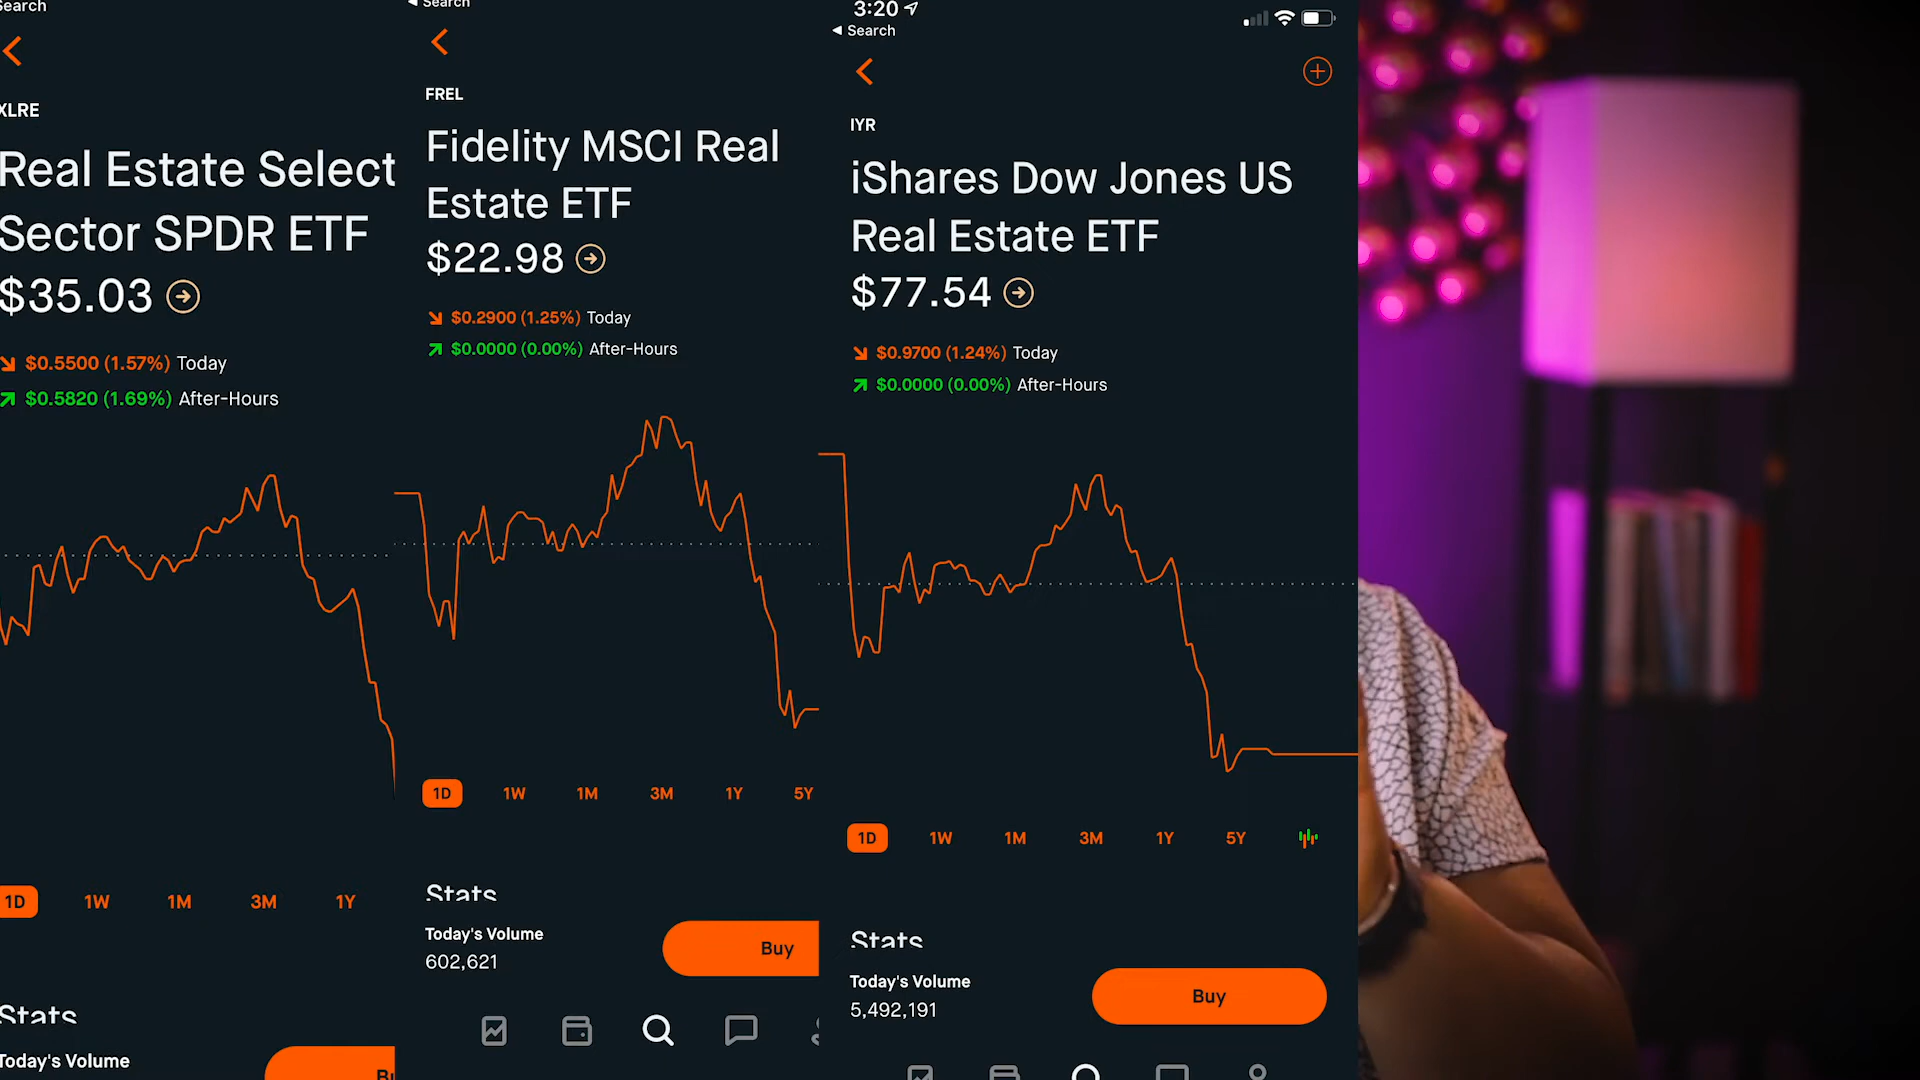 Search
XLRE
Real Estate Select
Sector SPDR ETF
$35.03
$0.5500 (1.57%) Today
$0.5820 (1.69%) After-Hours
1D 1W 1M 3M 1Y
Stats
Today's Volume
Search
FREL
Fidelity MSCI Real
Estate ETF
$22.98
$0.2900 (1.25%) Today
$0.0000 (0.00%) After-Hours
1D 1W 1M 3M 1Y 5Y
Stats
Today's Volume
602,621
Buy
3:20
Search
IYR
iShares Dow Jones US
Real Estate ETF
$77.54
$0.9700 (1.24%) Today
$0.0000 (0.00%) After-Hours
1D 1W 1M 3M 1Y 5Y
Stats
Today's Volume
5,492,191
Buy